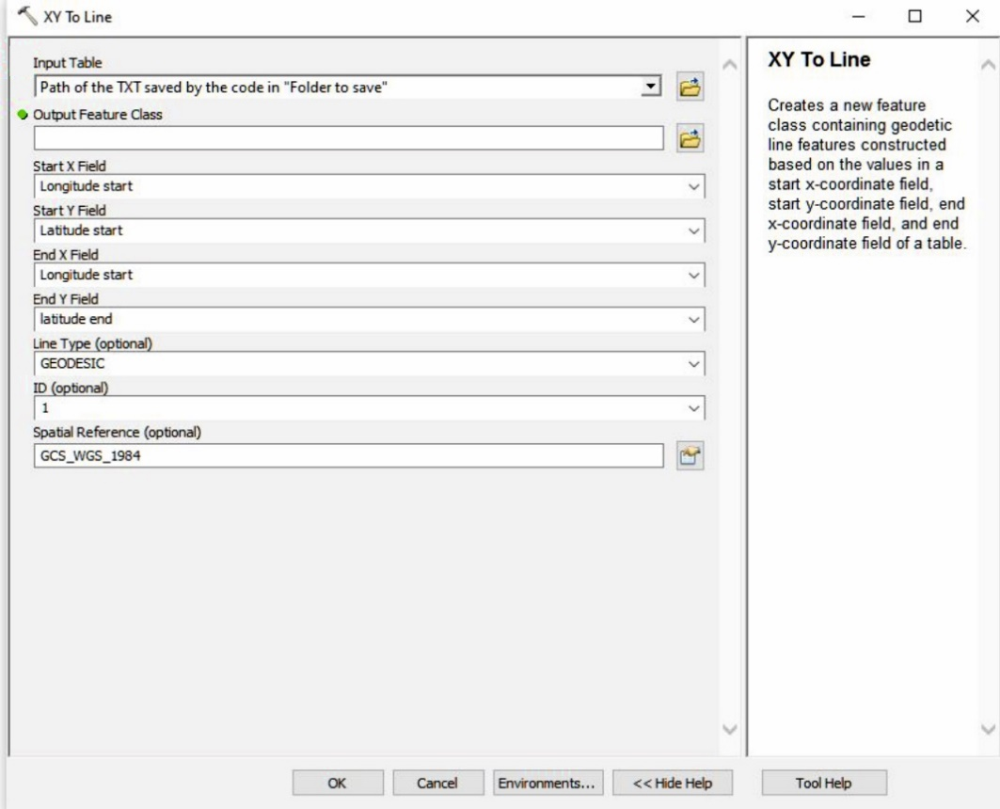 XY To Line
Input Table
Path of the TXT saved by the code in "Folder to save"
Output Feature Class
Start X Field
Longitude start
Start Y Field
Latitude start
End X Field
Longitude start
End Y Field
latitude end
Line Type (optional)
GEODESIC
ID (optional)
1
Spatial Reference (optional)
GCS_WGS_1984
OK
Cancel
Environments...
<< Hide Help
XY To Line
Creates a new feature
class containing geodetic
line features constructed
based on the values in a
start x-coordinate field,
start y-coordinate field, end
x-coordinate field, and end
y-coordinate field of a table.
Tool Help